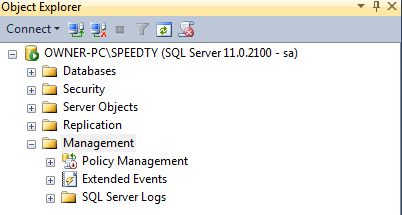 Object Explorer
Connect
OWNER-PC\SPEEDTY (SQL Server 11.0.2100 - sa)
Databases
Security
Server Objects
Replication
Management
Policy Management
Extended Events
SQL Server Logs